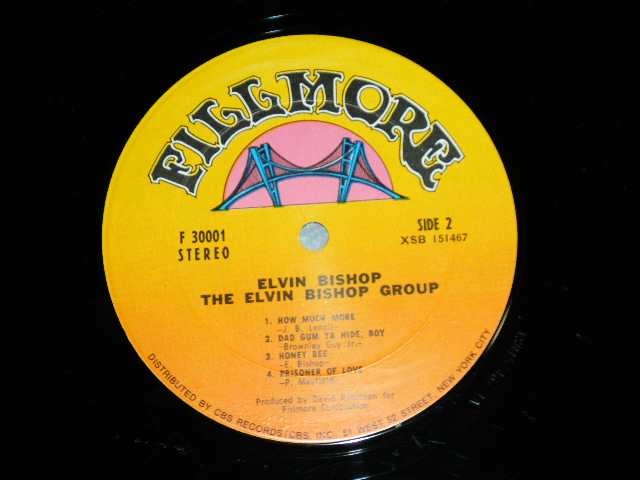 FILLMORE
F 30001
STEREO
SIDE 2
XSB 151467
ELVIN BISHOP
THE ELVIN BISHOP GROUP
1. HOW MUCH MORE
–J. B. Lenoir–
2. DAD GUM YA HIDE, BOY
–Brownley Guy Jr.–
3. HONEY BEE
–E. Bishop–
4. PRISONER OF LOVE
–P. Mayfield–
Produced by David Rubinson for
Fillmore Corporation
DISTRIBUTED BY CBS RECORDS/CBS, INC. 51 WEST 52 STREET, NEW YORK CITY